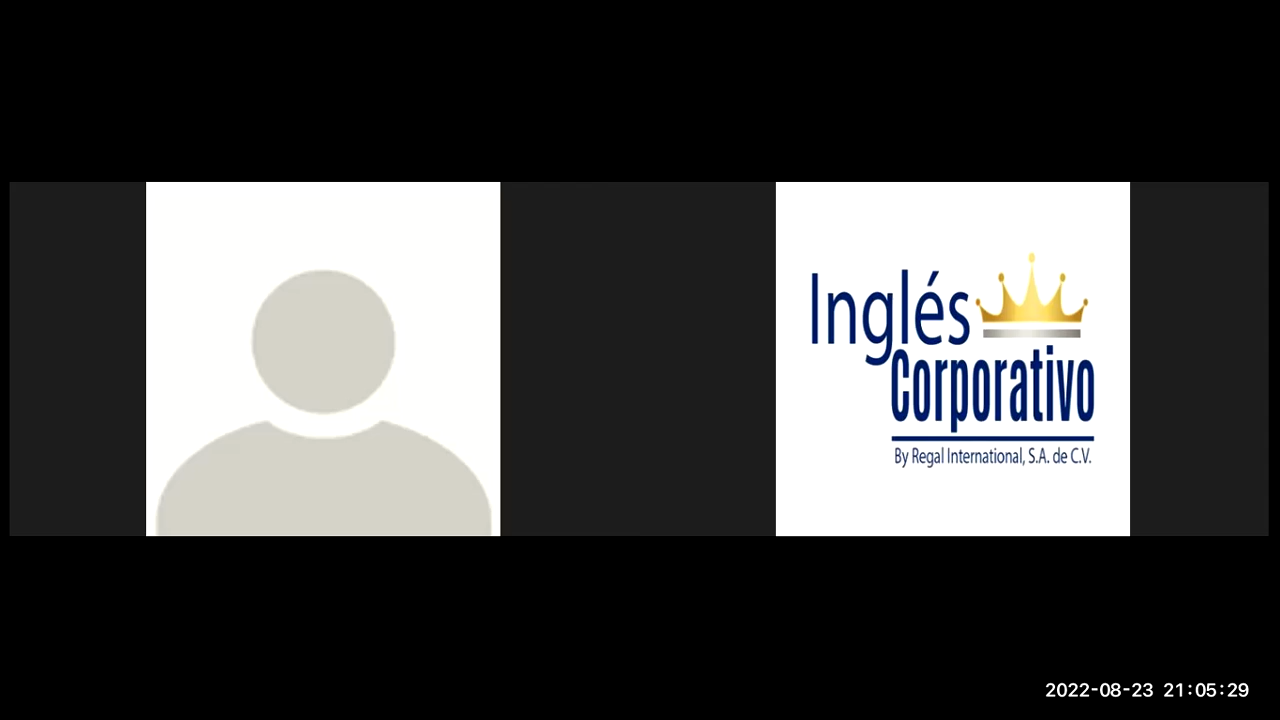 Inglés
Corporativo
By Regal International, S.A. de C.V.
2022-08-23 21:05:29